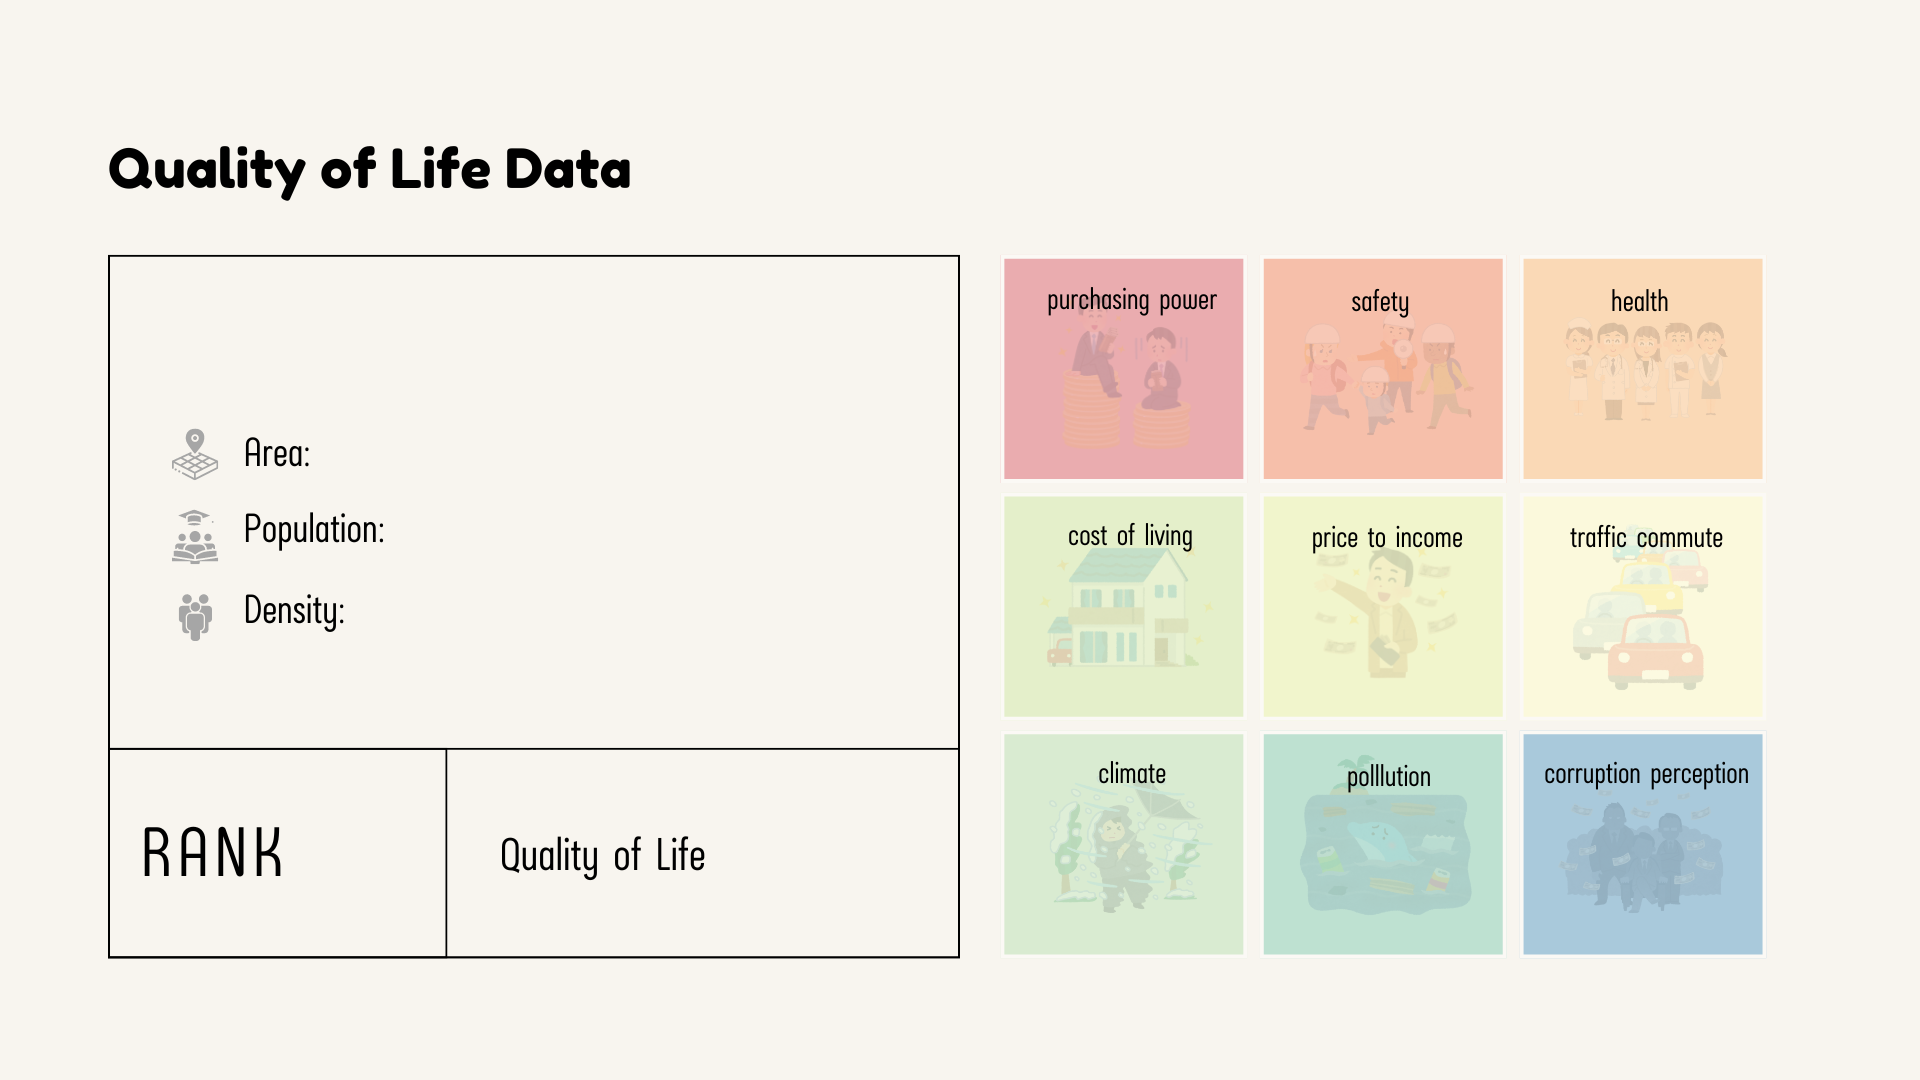 Quality of Life Data
Area:
Population:
Density:
RANK
Quality of Life
purchasing power
safety
health
cost of living
price to income
traffic commute
climate
polllution
corruption perception